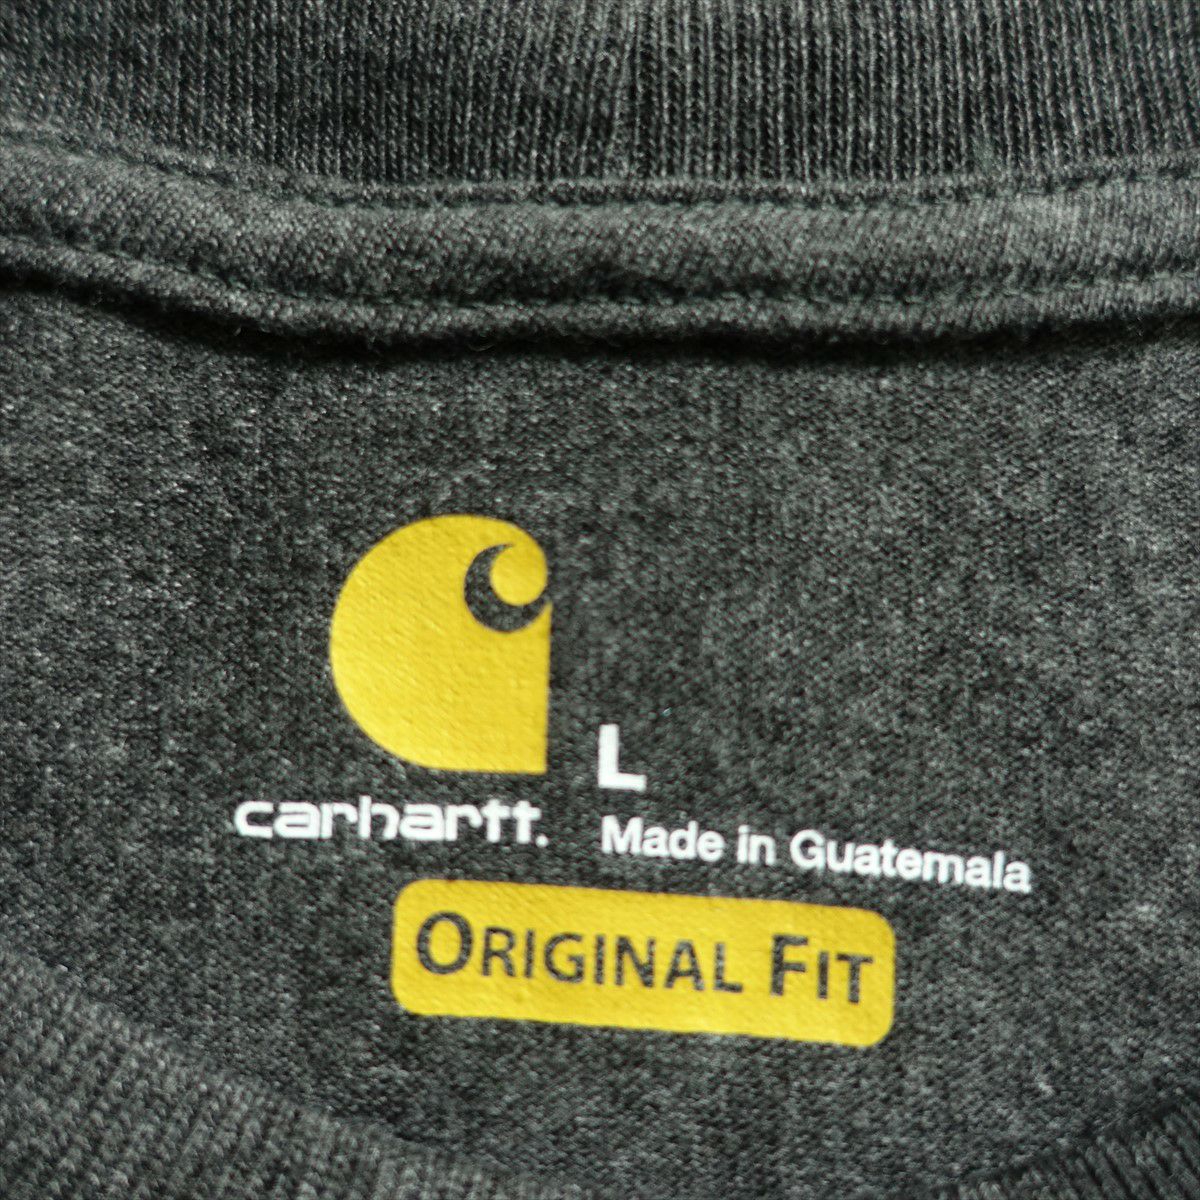 L
carhartt.
Made in Guatemala
ORIGINAL FIT